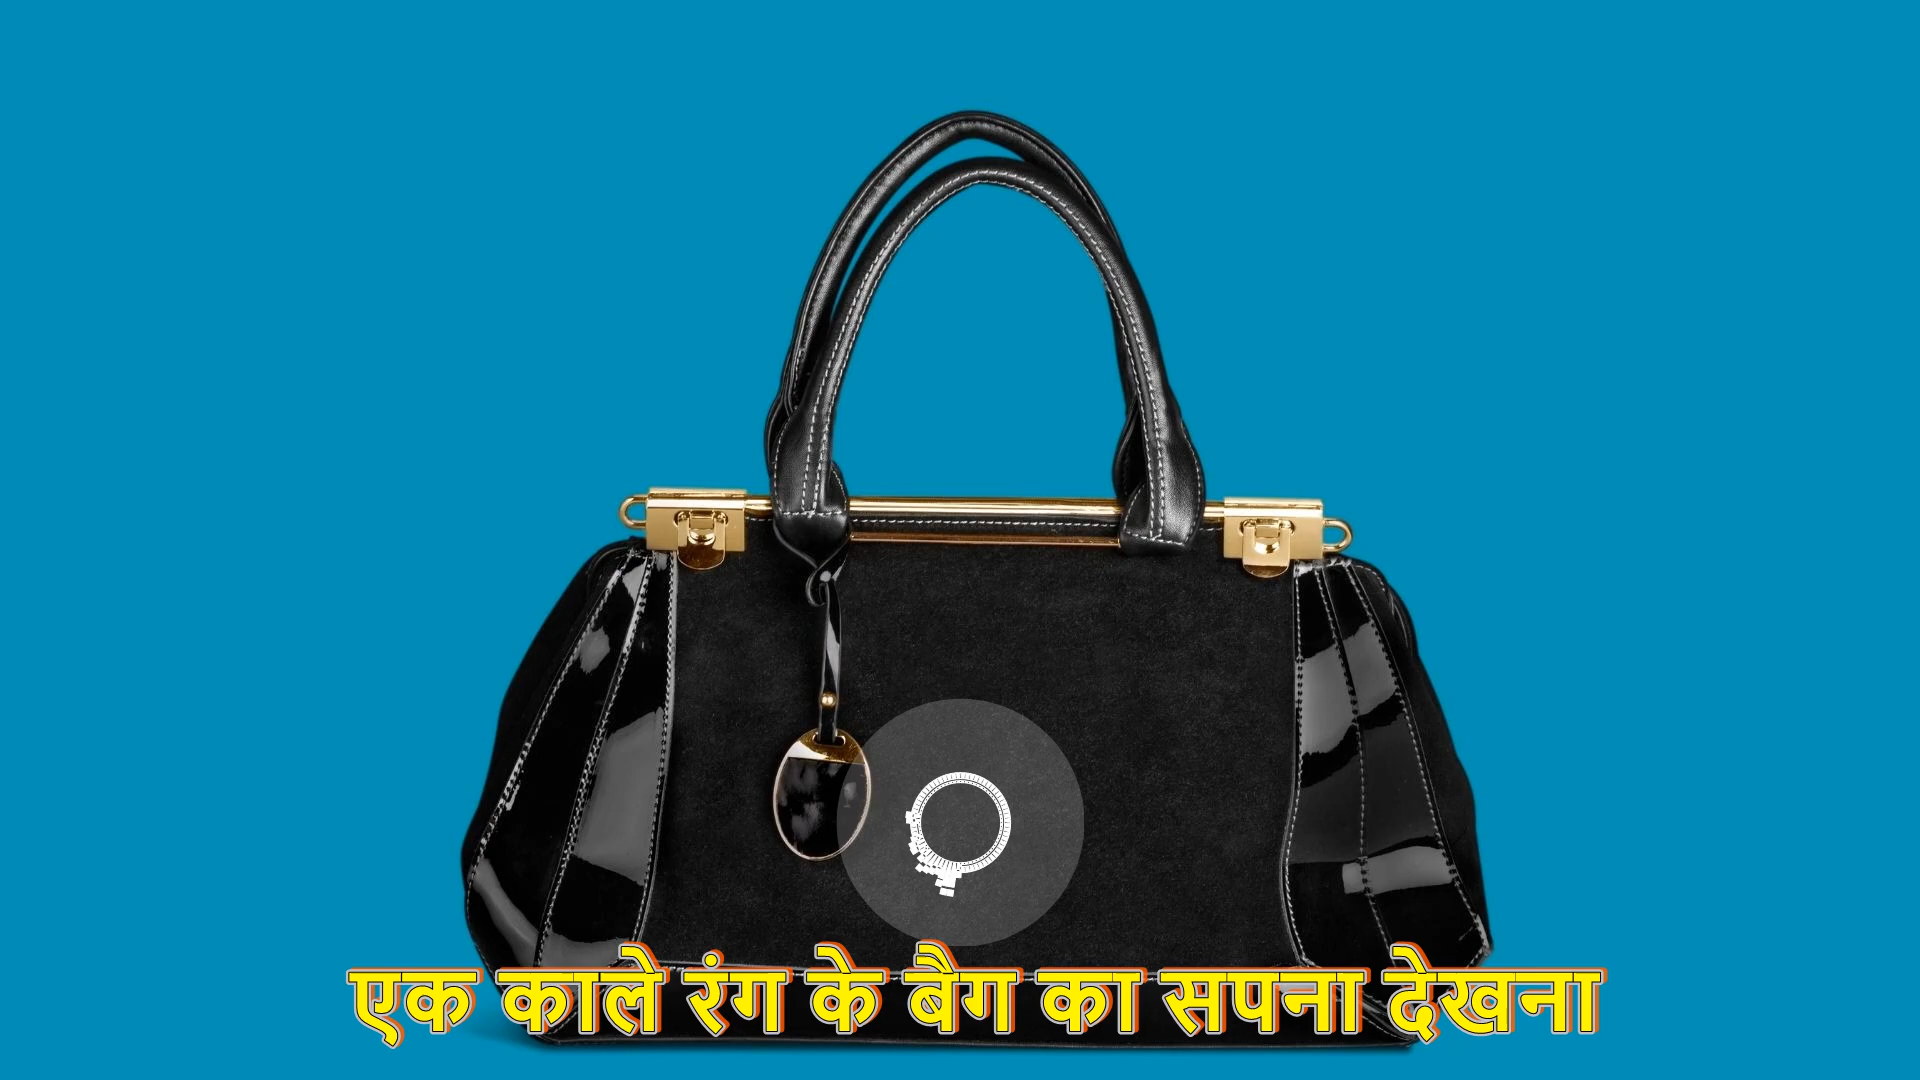 एक काले रंग के बैग का सपना देखना